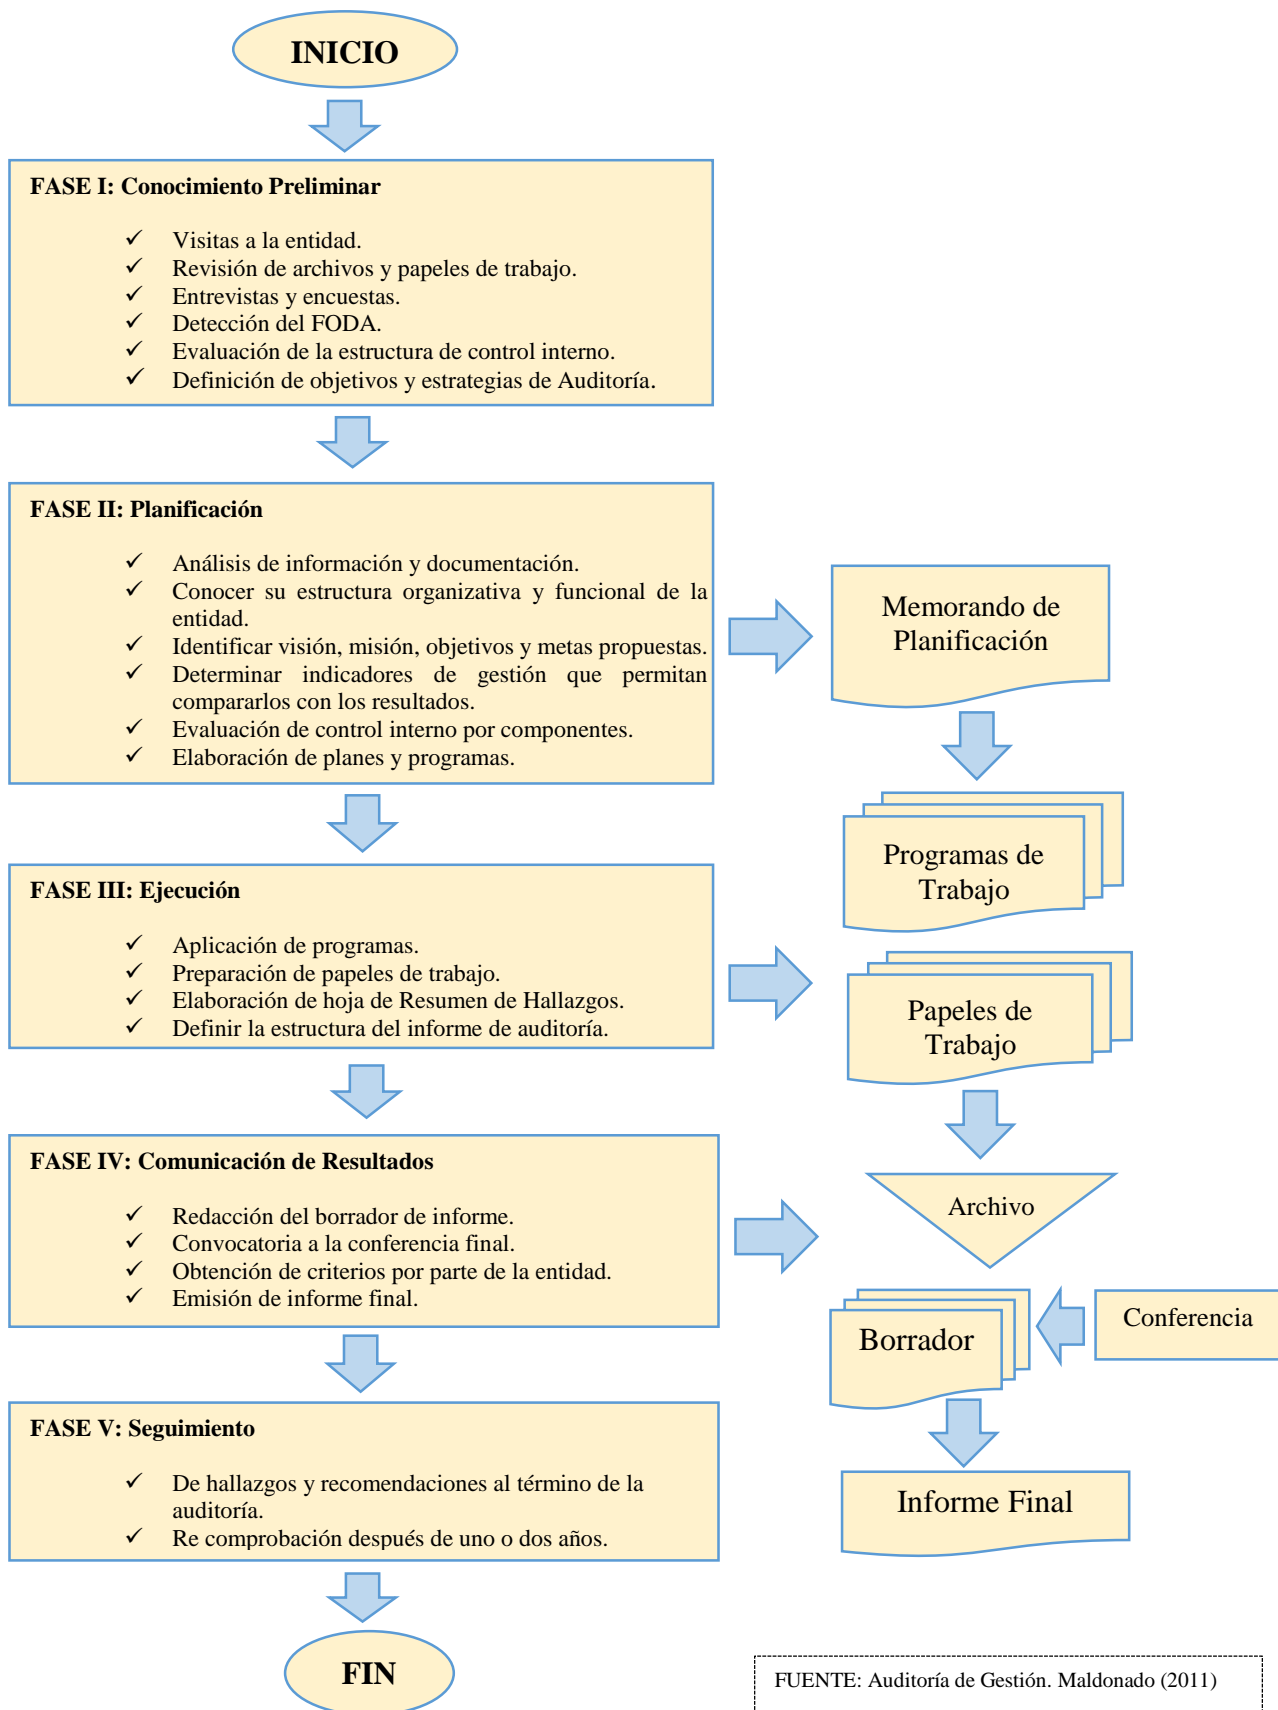 INICIO
FASE I: Conocimiento Preliminar
✓ Visitas a la entidad.
✓ Revisión de archivos y papeles de trabajo.
✓ Entrevistas y encuestas.
✓ Detección del FODA.
✓ Evaluación de la estructura de control interno.
✓ Definición de objetivos y estrategias de Auditoría.
FASE II: Planificación
✓ Análisis de información y documentación.
✓ Conocer su estructura organizativa y funcional de la
entidad.
✓ Identificar visión, misión, objetivos y metas propuestas.
✓ Determinar indicadores de gestión que permitan
compararlos con los resultados.
✓ Evaluación de control interno por componentes.
✓ Elaboración de planes y programas.
Memorando de
Planificación
Programas de
Trabajo
FASE III: Ejecución
✓ Aplicación de programas.
✓ Preparación de papeles de trabajo.
✓ Elaboración de hoja de Resumen de Hallazgos.
✓ Definir la estructura del informe de auditoría.
Papeles de
Trabajo
Archivo
FASE IV: Comunicación de Resultados
✓ Redacción del borrador de informe.
✓ Convocatoria a la conferencia final.
✓ Obtención de criterios por parte de la entidad.
✓ Emisión de informe final.
Borrador
Conferencia
Informe Final
FASE V: Seguimiento
✓ De hallazgos y recomendaciones al término de la
auditoría.
✓ Re comprobación después de uno o dos años.
FIN
FUENTE: Auditoría de Gestión. Maldonado (2011)